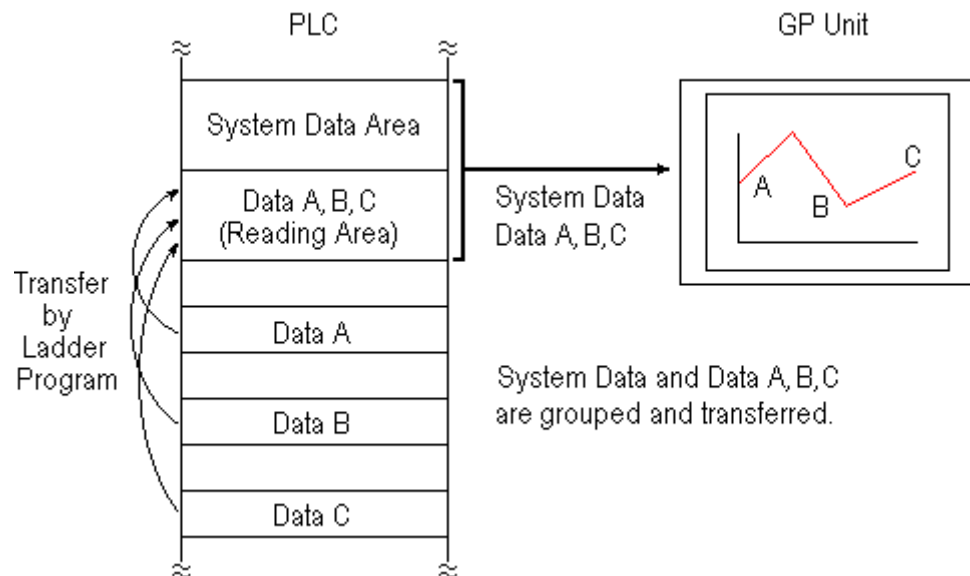 PLC
GP Unit
System Data Area
Data A, B, C
(Reading Area)
Transfer
by
Ladder
Program
Data A
Data B
Data C
System Data
Data A, B, C
A
B
C
System Data and Data A, B, C
are grouped and transferred.